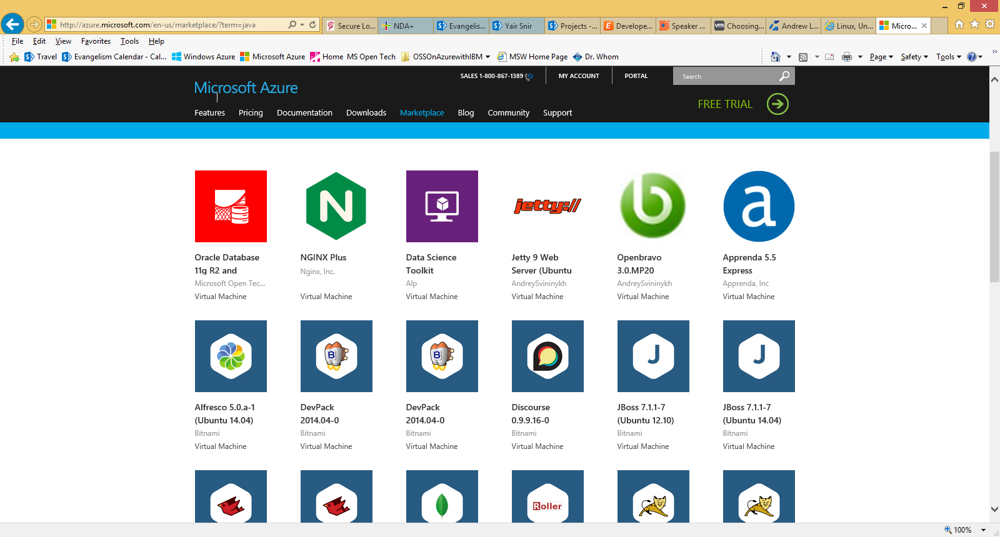 http://azure.microsoft.com/en-us/marketplace/?term=java
Secure Lo...
NDA+
Evangelis...
Yair Snir
Projects -...
Develope...
Speaker ...
Choosing...
Andrew L...
Linux, Un...
Micro...
File Edit View Favorites Tools Help
Travel Evangelism Calendar - Cal... Windows Azure Microsoft Azure Home MS Open Tech OSSOnAzurewithIBM MSW Home Page Dr. Whom Page Safety Tools
SALES 1-800-867-1389 MY ACCOUNT PORTAL Search
Microsoft Azure
FREE TRIAL
Features Pricing Documentation Downloads Marketplace Blog Community Support
jetty://
Oracle Database
11g R2 and
Microsoft Open Tec...
Virtual Machine
NGINX Plus
Nginx, Inc.
Virtual Machine
Data Science
Toolkit
Alp
Virtual Machine
Jetty 9 Web
Server (Ubuntu
AndreySvininykh
Virtual Machine
Openbravo
3.0.MP20
AndreySvininykh
Virtual Machine
Apprenda 5.5
Express
Apprenda, Inc
Virtual Machine
Alfresco 5.0.a-1
(Ubuntu 14.04)
Bitnami
Virtual Machine
DevPack
2014.04-0
Bitnami
Virtual Machine
DevPack
2014.04-0
Bitnami
Virtual Machine
Discourse
0.9.9.16-0
Bitnami
Virtual Machine
JBoss 7.1.1-7
(Ubuntu 12.10)
Bitnami
Virtual Machine
JBoss 7.1.1-7
(Ubuntu 14.04)
Bitnami
Virtual Machine
Roller
100%